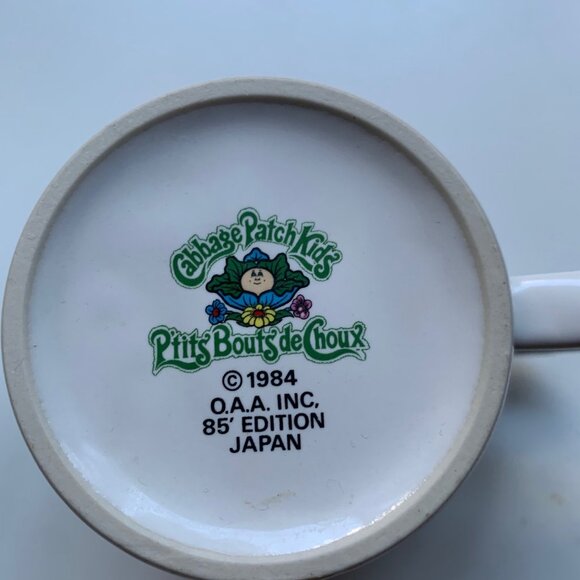 Cabbage Patch Kids
P'tits Bouts de Choux
© 1984
O.A.A. INC,
85' EDITION
JAPAN